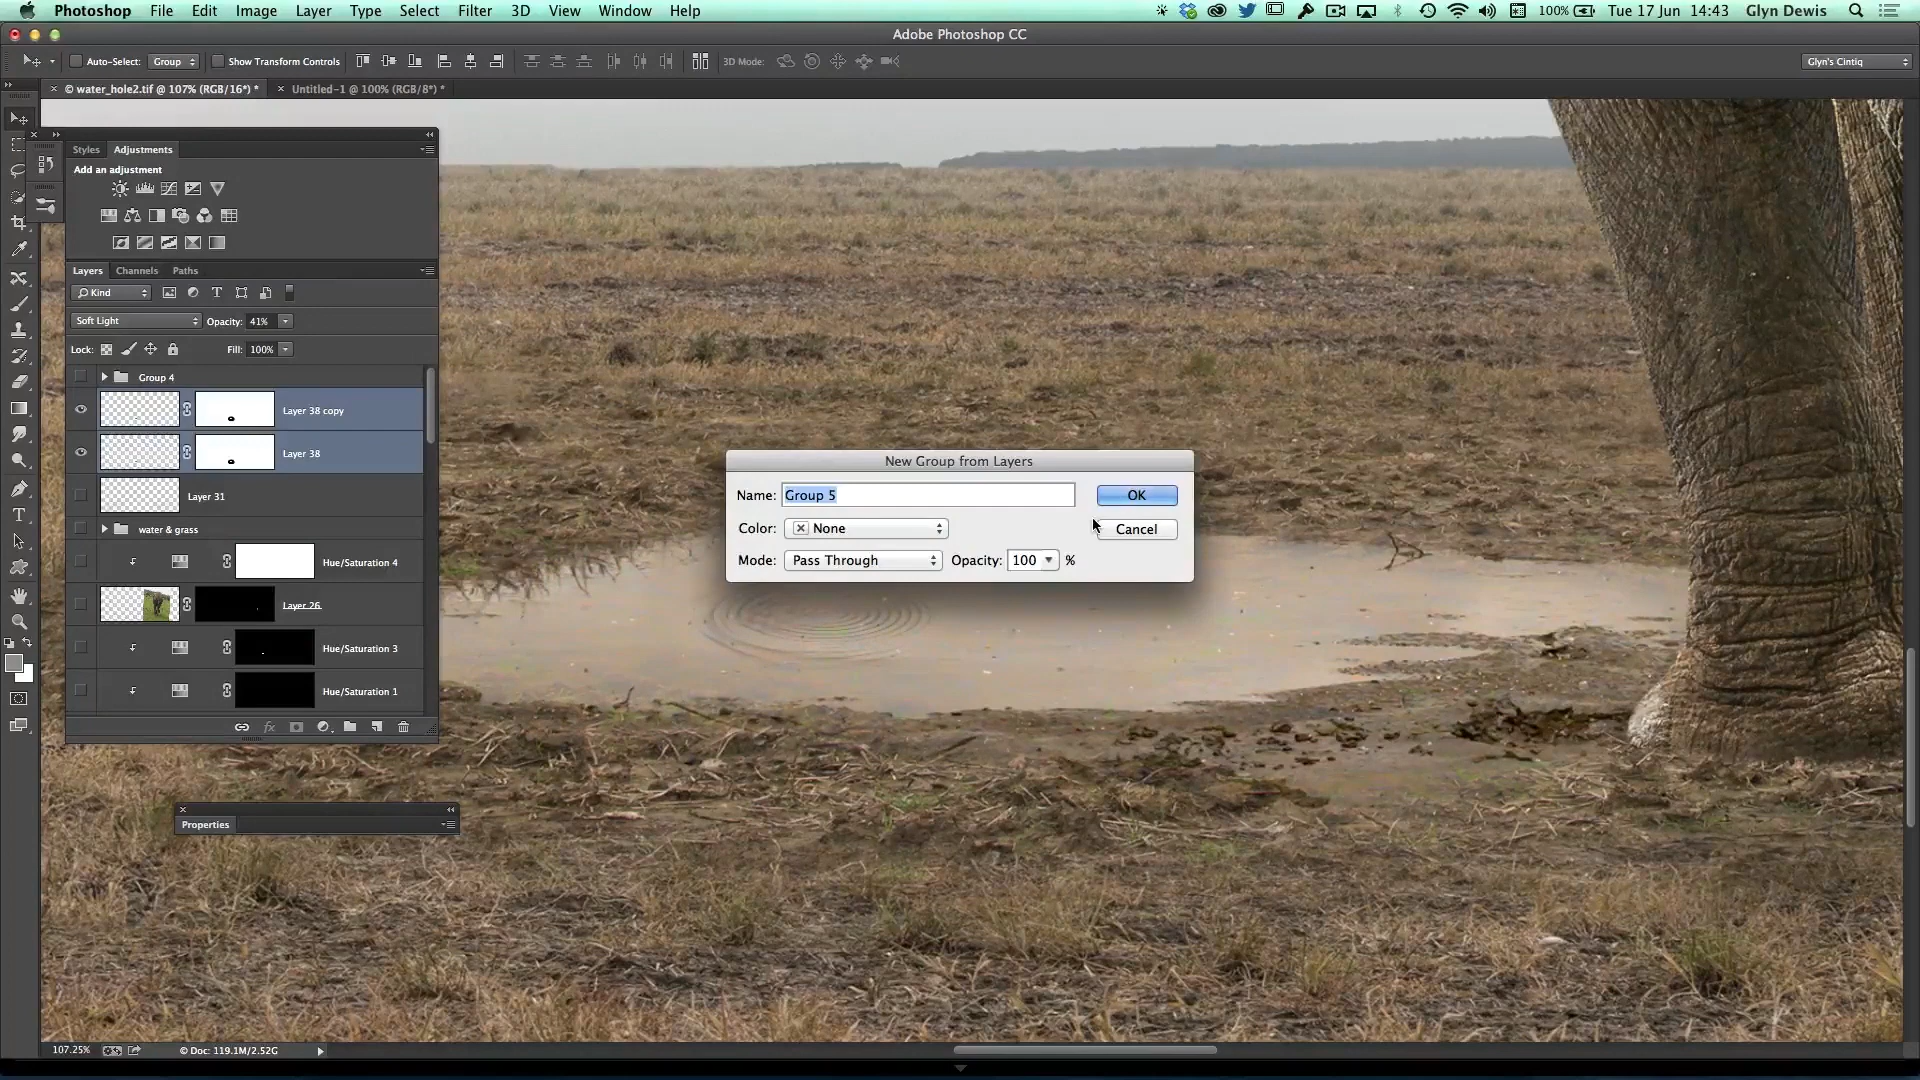 Photoshop File Edit Image Layer Type Select Filter 3D View Window Help 100% Tue 17 Jun 14:43 Glyn Dewis
Adobe Photoshop CC
Auto-Select: Group Show Transform Controls 3D Mode: Glyn's Cintiq
© water_hole2.tif @ 107% (RGB/16*) * Untitled-1 @ 100% (RGB/8*) *
Styles Adjustments
Add an adjustment
Layers Channels Paths
Kind
Soft Light Opacity: 41%
Lock: Fill: 100%
Group 4
Layer 38 copy
Layer 38
Layer 31
water & grass
Hue/Saturation 4
Layer 26
Hue/Saturation 3
Hue/Saturation 1
New Group from Layers
Name: Group 5 OK
Color: None Cancel
Mode: Pass Through Opacity: 100 %
Properties
107.25% © Doc: 119.1M/2.52G